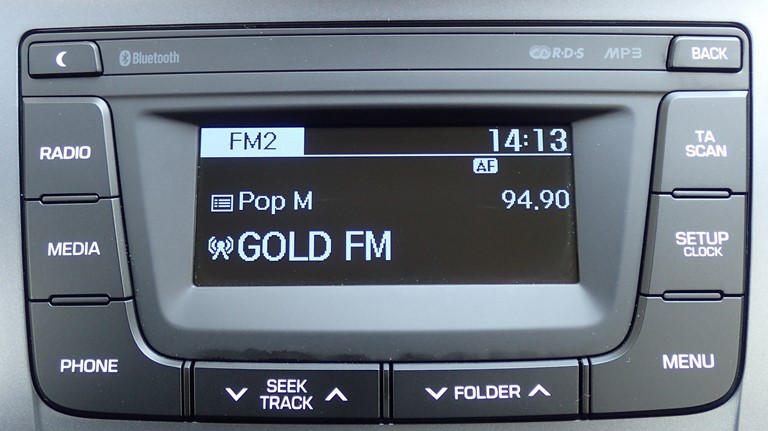 Bluetooth R·D·S MP3 BACK
RADIO
MEDIA
PHONE
FM2 14:13
AF
Pop M 94.90
GOLD FM
TA
SCAN
SETUP
CLOCK
MENU
SEEK
TRACK
FOLDER